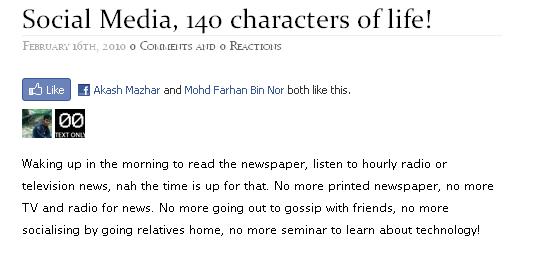 Social Media, 140 characters of life!
February 16th, 2010 0 Comments and 0 Reactions
Like Akash Mazhar and Mohd Farhan Bin Nor both like this.
00
TEXT ONLY
Waking up in the morning to read the newspaper, listen to hourly radio or
television news, nah the time is up for that. No more printed newspaper, no more
TV and radio for news. No more going out to gossip with friends, no more
socialising by going relatives home, no more seminar to learn about technology!